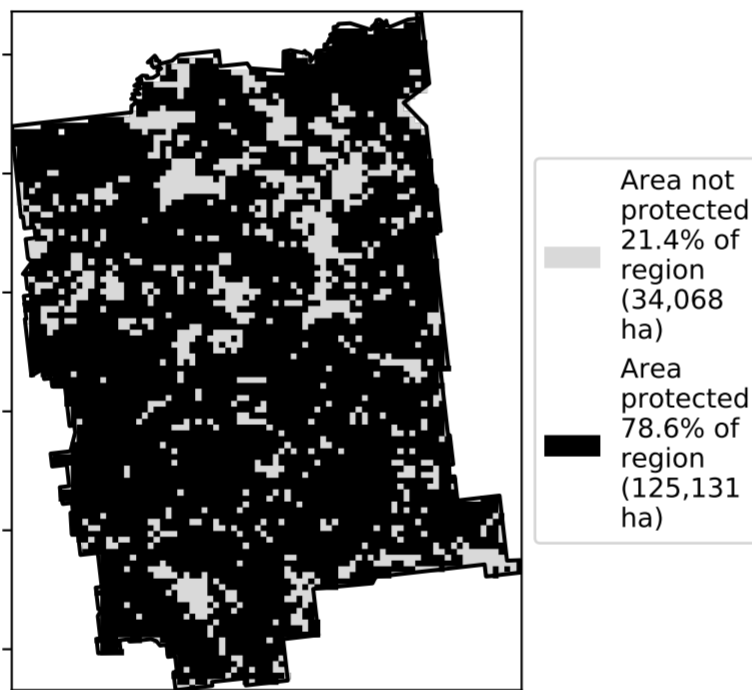 Area not
protected
21.4% of
region
(34,068
ha)
Area
protected
78.6% of
region
(125,131
ha)